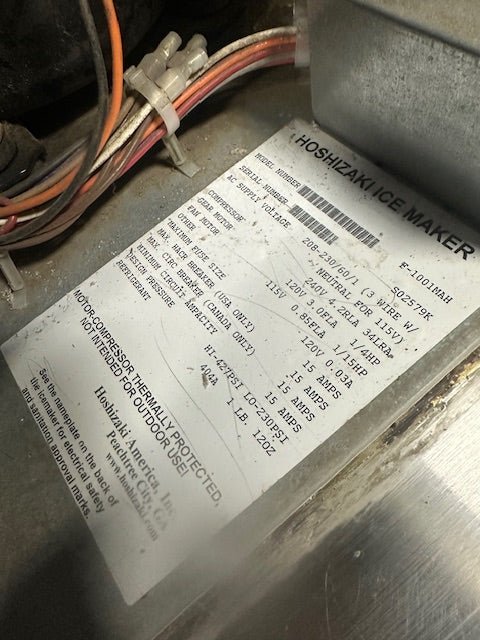 HOSHIZAKI ICE MAKER
MODEL NUMBER F-1001MAH
SERIAL NUMBER S02579K
AC SUPPLY VOLTAGE 208-230/60/1 (3 WIRE W/
NEUTRAL FOR 115V)
COMPRESSOR 240V 4.2RLA 34LRA
GEAR MOTOR 120V 3.0FLA 1/4HP
FAN MOTOR 115V 0.85FLA 1/15HP
OTHER 120V 0.03A
MAXIMUM FUSE SIZE 15 AMPS
MAX. HACR BREAKER (USA ONLY) 15 AMPS
MAX. CIRC. BREAKER (CANADA ONLY) 15 AMPS
MINIMUM CIRCUIT AMPACITY 15 AMPS
DESIGN PRESSURE HI-427PSI LO-230PSI
REFRIGERANT 404A 1 LB. 12OZ
MOTOR-COMPRESSOR THERMALLY PROTECTED,
NOT INTENDED FOR OUTDOOR USE!
Hoshizaki America, Inc.
Peachtree City, GA
www.hoshizaki.com
See the nameplate on the back of
the icemaker for electrical safety
and sanitation approval marks.